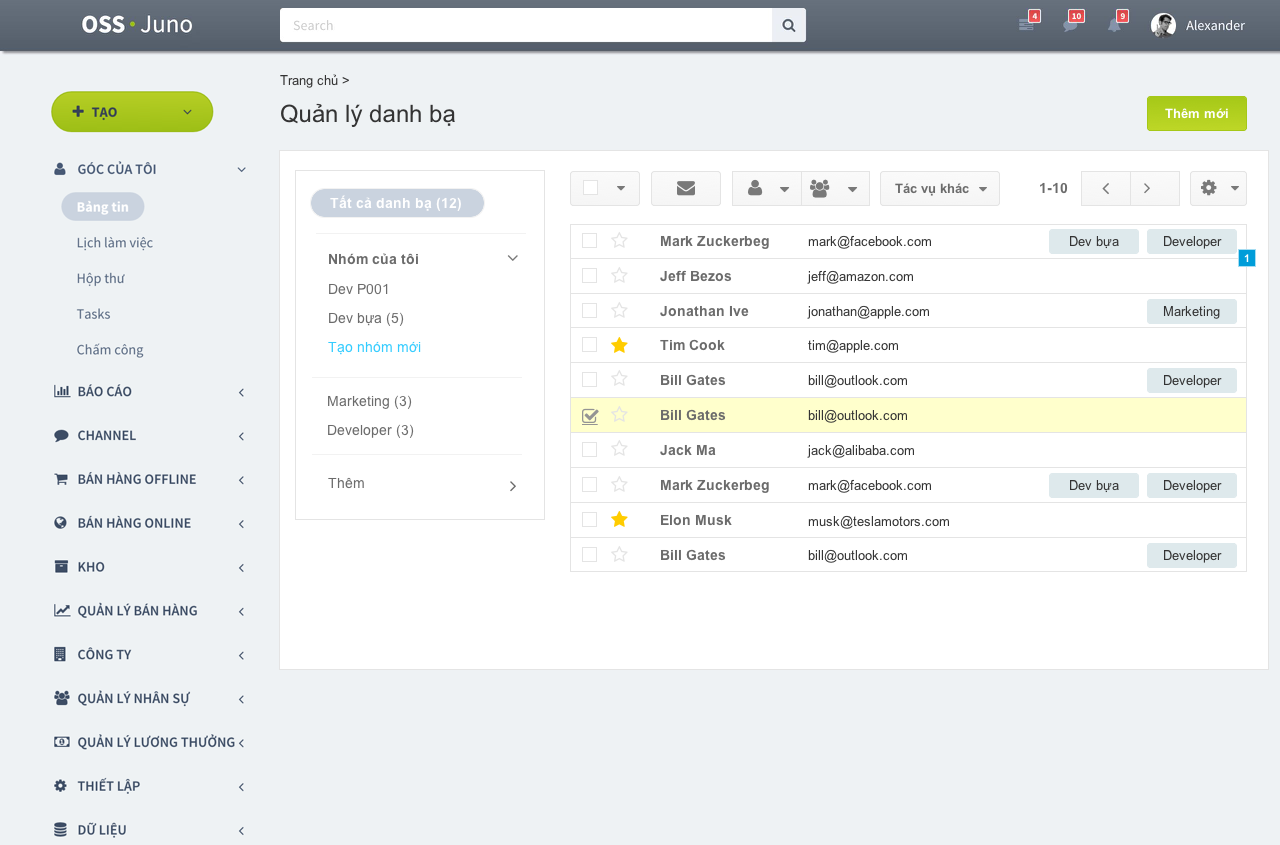 OSS • Juno
Search
4
10
9
Alexander
TẠO
GÓC CỦA TÔI
Bảng tin
Lịch làm việc
Hộp thư
Tasks
Chấm công
BÁO CÁO
CHANNEL
BÁN HÀNG OFFLINE
BÁN HÀNG ONLINE
KHO
QUẢN LÝ BÁN HÀNG
CÔNG TY
QUẢN LÝ NHÂN SỰ
QUẢN LÝ LƯƠNG THƯỞNG
THIẾT LẬP
DỮ LIỆU
Trang chủ >
Quản lý danh bạ
Thêm mới
Tất cả danh bạ (12)
Nhóm của tôi
Dev P001
Dev bựa (5)
Tạo nhóm mới
Marketing (3)
Developer (3)
Thêm
Tác vụ khác
1-10
Mark Zuckerbeg mark@facebook.com Dev bựa Developer
1
Jeff Bezos jeff@amazon.com
Jonathan Ive jonathan@apple.com Marketing
Tim Cook tim@apple.com
Bill Gates bill@outlook.com Developer
Bill Gates bill@outlook.com
Jack Ma jack@alibaba.com
Mark Zuckerbeg mark@facebook.com Dev bựa Developer
Elon Musk musk@teslamotors.com
Bill Gates bill@outlook.com Developer